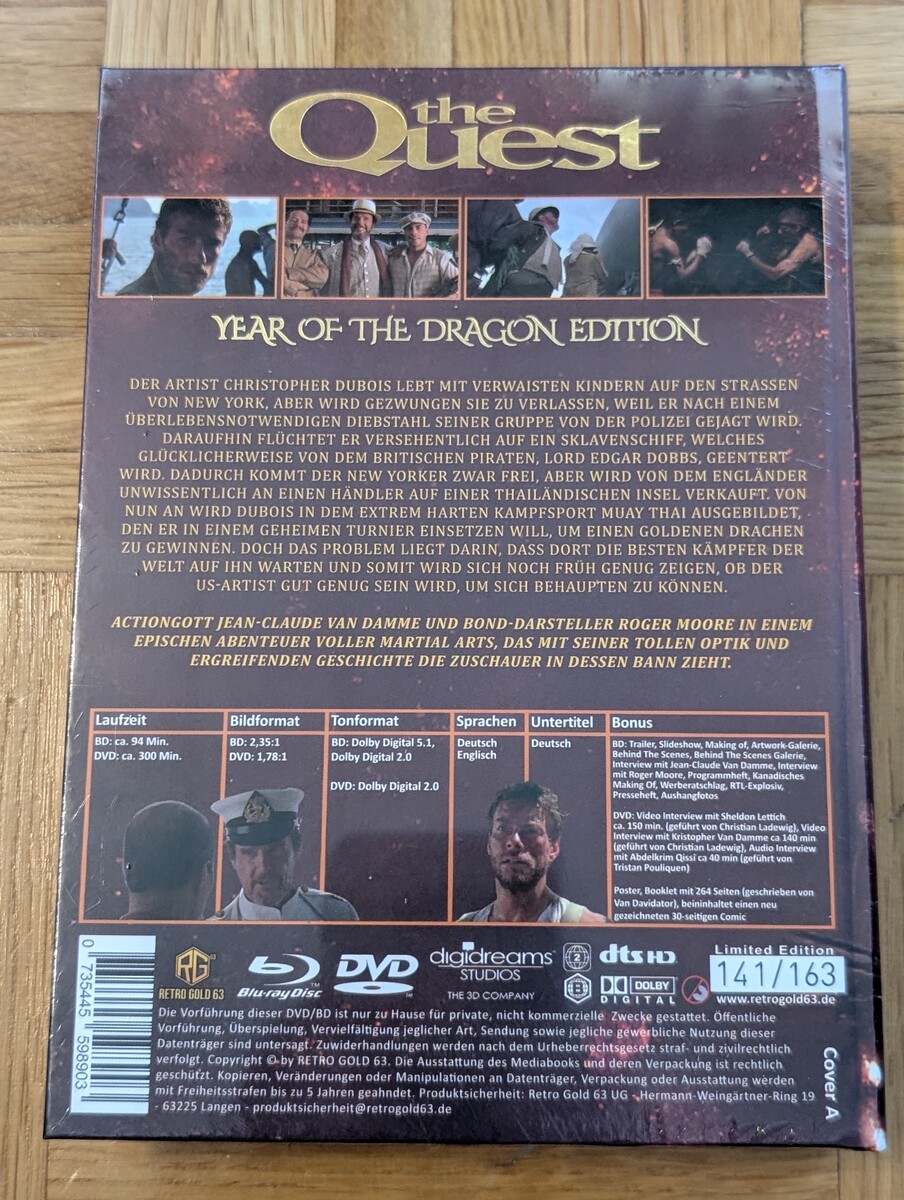 the
Quest
YEAR OF THE DRAGON EDITION
DER ARTIST CHRISTOPHER DUBOIS LEBT MIT VERWAISTEN KINDERN AUF DEN STRASSEN
VON NEW YORK, ABER WIRD GEZWUNGEN SIE ZU VERLASSEN, WEIL ER NACH EINEM
ÜBERLEBENSNOTWENDIGEN DIEBSTAHL SEINER GRUPPE VON DER POLIZEI GEJAGT WIRD.
DARAUFHIN FLÜCHTET ER VERSEHENTLICH AUF EIN SKLAVENSCHIFF, WELCHES
GLÜCKLICHERWEISE VON DEM BRITISCHEN PIRATEN, LORD EDGAR DOBBS, GEENTERT
WIRD. DADURCH KOMMT DER NEW YORKER ZWAR FREI, ABER WIRD VON DEM ENGLÄNDER
UNWISSENTLICH AN EINEN HÄNDLER AUF EINER THAILÄNDISCHEN INSEL VERKAUFT. VON
NUN AN WIRD DUBOIS IN DEM EXTREM HARTEN KAMPFSPORT MUAY THAI AUSGEBILDET,
DEN ER IN EINEM GEHEIMEN TURNIER EINSETZEN WILL, UM EINEN GOLDENEN DRACHEN
ZU GEWINNEN. DOCH DAS PROBLEM LIEGT DARIN, DASS DORT DIE BESTEN KÄMPFER DER
WELT AUF IHN WARTEN UND SOMIT WIRD SICH NOCH FRÜH GENUG ZEIGEN, OB DER
US-ARTIST GUT GENUG SEIN WIRD, UM SICH BEHAUPTEN ZU KÖNNEN.
ACTIONGOTT JEAN-CLAUDE VAN DAMME UND BOND-DARSTELLER ROGER MOORE IN EINEM
EPISCHEN ABENTEUER VOLLER MARTIAL ARTS, DAS MIT SEINER TOLLEN OPTIK UND
ERGREIFENDEN GESCHICHTE DIE ZUSCHAUER IN DESSEN BANN ZIEHT.
Laufzeit
BD: ca. 94 Min.
DVD: ca. 300 Min.
Bildformat
BD: 2,35:1
DVD: 1,78:1
Tonformat
BD: Dolby Digital 5.1,
Dolby Digital 2.0
DVD: Dolby Digital 2.0
Sprachen
Deutsch
Englisch
Untertitel
Deutsch
Bonus
BD: Trailer, Slideshow, Making of, Artwork-Galerie,
Behind The Scenes, Behind The Scenes Galerie,
Interview mit Jean-Claude Van Damme, Interview
mit Roger Moore, Programmheft, Kanadisches
Making Of, Werberatschlag, RTL-Explosiv,
Presseheft, Aushangfotos
DVD: Video Interview mit Sheldon Lettich
ca. 150 min. (geführt von Christian Ladewig), Video
Interview mit Kristopher Van Damme ca 140 min
(geführt von Christian Ladewig), Audio Interview
mit Abdelkrim Qissi ca 40 min (geführt von
Tristan Pouliquen)
Poster, Booklet mit 264 Seiten (geschrieben von
Van Davidator), beininhaltet einen neu
gezeichneten 30-seitigen Comic
0 735445 598903
RG 63
RETRO GOLD 63
Blu-ray Disc
DVD
digidreams
STUDIOS
THE 3D COMPANY
2
dts HD
DOLBY
DIGITAL
Limited Edition
141/163
www.retrogold63.de
Die Vorführung dieser DVD/BD ist nur zu Hause für private, nicht kommerzielle Zwecke gestattet. Öffentliche
Vorführung, Überspielung, Vervielfältigung jeglicher Art, Sendung sowie jegliche gewerbliche Nutzung dieser
Datenträger sind untersagt. Zuwiderhandlungen werden nach dem Urheberrechtsgesetz straf- und zivilrechtlich
verfolgt. Copyright © by RETRO GOLD 63. Die Ausstattung des Mediabooks und deren Verpackung ist rechtlich
geschützt. Kopieren, Veränderungen oder Manipulationen an Datenträger, Verpackung oder Ausstattung werden
mit Freiheitsstrafen bis zu 5 Jahren geahndet. Produktsicherheit: Retro Gold 63 UG - Hermann-Weingärtner-Ring 19
- 63225 Langen - produktsicherheit@retrogold63.de
Cover A